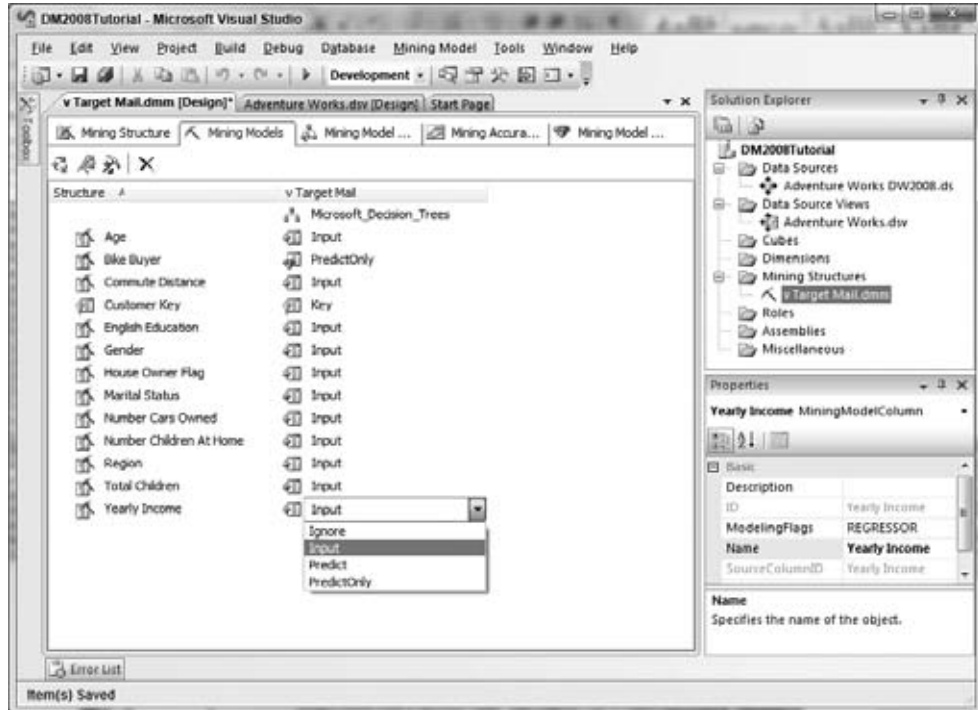 DM2008Tutorial - Microsoft Visual Studio
File Edit View Project Build Debug Database Mining Model Tools Window Help
Development
v Target Mail.dmm [Design]* Adventure Works.dsv [Design] Start Page
Toolbox
Mining Structure Mining Models Mining Model ... Mining Accura... Mining Model ...
Structure v Target Mail
Microsoft_Decision_Trees
Age Input
Bike Buyer PredictOnly
Commute Distance Input
Customer Key Key
English Education Input
Gender Input
House Owner Flag Input
Marital Status Input
Number Cars Owned Input
Number Children At Home Input
Region Input
Total Children Input
Yearly Income Input
Ignore
Input
Predict
PredictOnly
Solution Explorer
DM2008Tutorial
Data Sources
Adventure Works DW2008.ds
Data Source Views
Adventure Works.dsv
Cubes
Dimensions
Mining Structures
v Target Mail.dmm
Roles
Assemblies
Miscellaneous
Properties
Yearly Income MiningModelColumn
Basic
Description
ID Yearly Income
ModelingFlags REGRESSOR
Name Yearly Income
SourceColumnID Yearly Income
Name
Specifies the name of the object.
Error List
Item(s) Saved